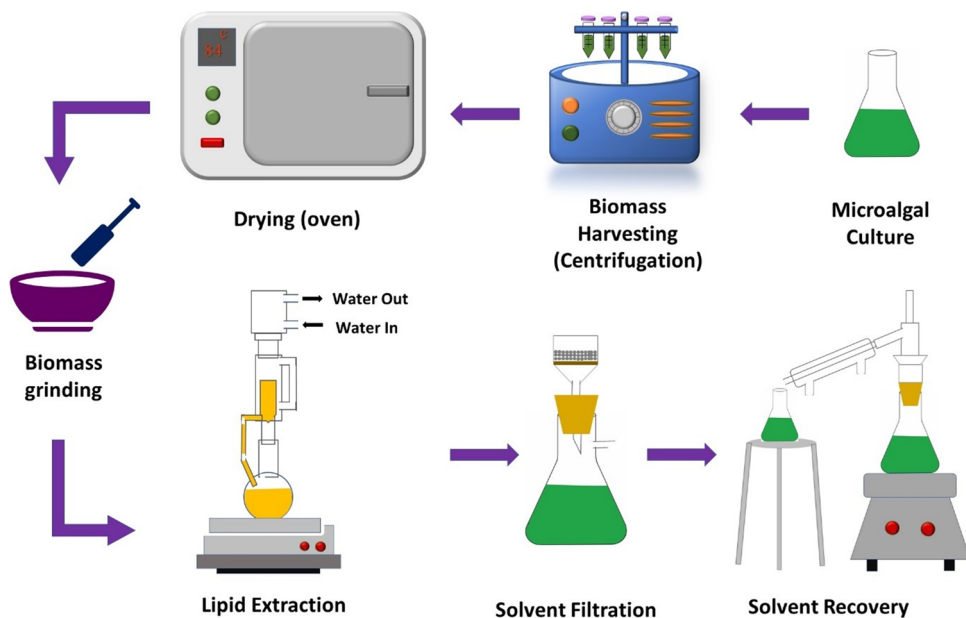 °C
84
Drying (oven)
Biomass
Harvesting
(Centrifugation)
Microalgal
Culture
Biomass
grinding
Water Out
Water In
Lipid Extraction
Solvent Filtration
Solvent Recovery